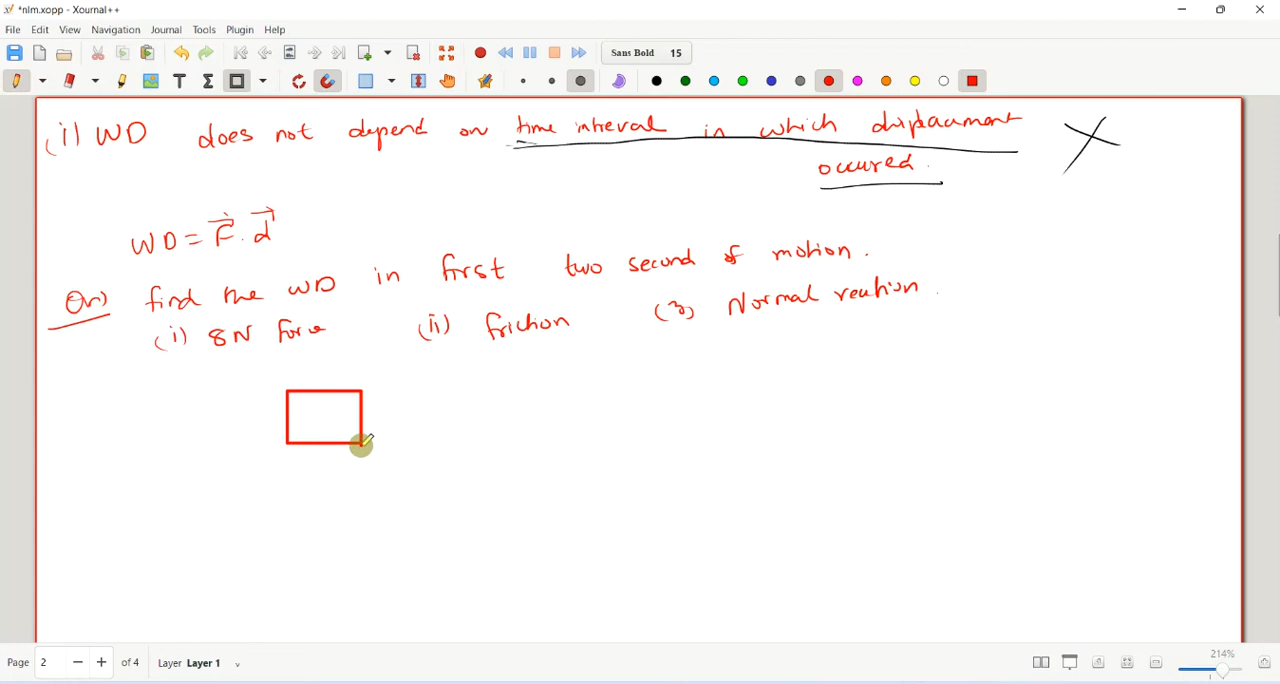 *nlm.xopp - Xournal++
File Edit View Navigation Journal Tools Plugin Help
Sans Bold 15
(i) WD does not depend on time interval in which displacement
occured.
WD = F . d
Qn) find the WD in first two second of motion.
(i) 8N force (ii) friction (3) Normal reaction.
Page 2 of 4 Layer Layer 1 214%